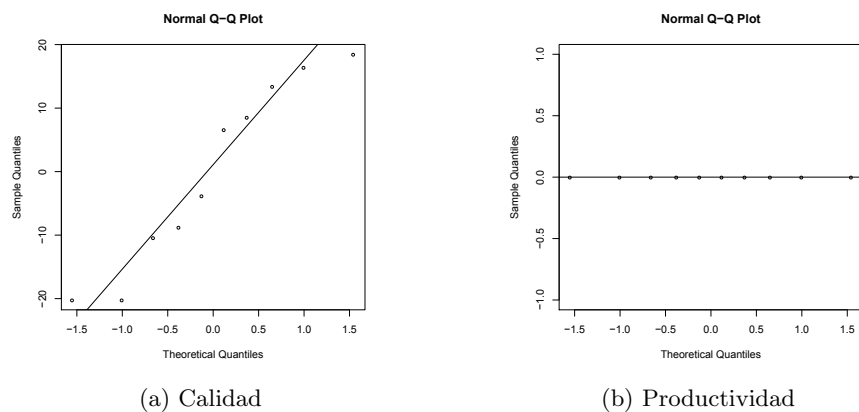 Normal Q−Q Plot
Sample Quantiles
20
10
0
−10
−20
−1.5 −1.0 −0.5 0.0 0.5 1.0 1.5
Theoretical Quantiles
(a) Calidad
Normal Q−Q Plot
Sample Quantiles
1.0
0.5
0.0
−0.5
−1.0
−1.5 −1.0 −0.5 0.0 0.5 1.0 1.5
Theoretical Quantiles
(b) Productividad